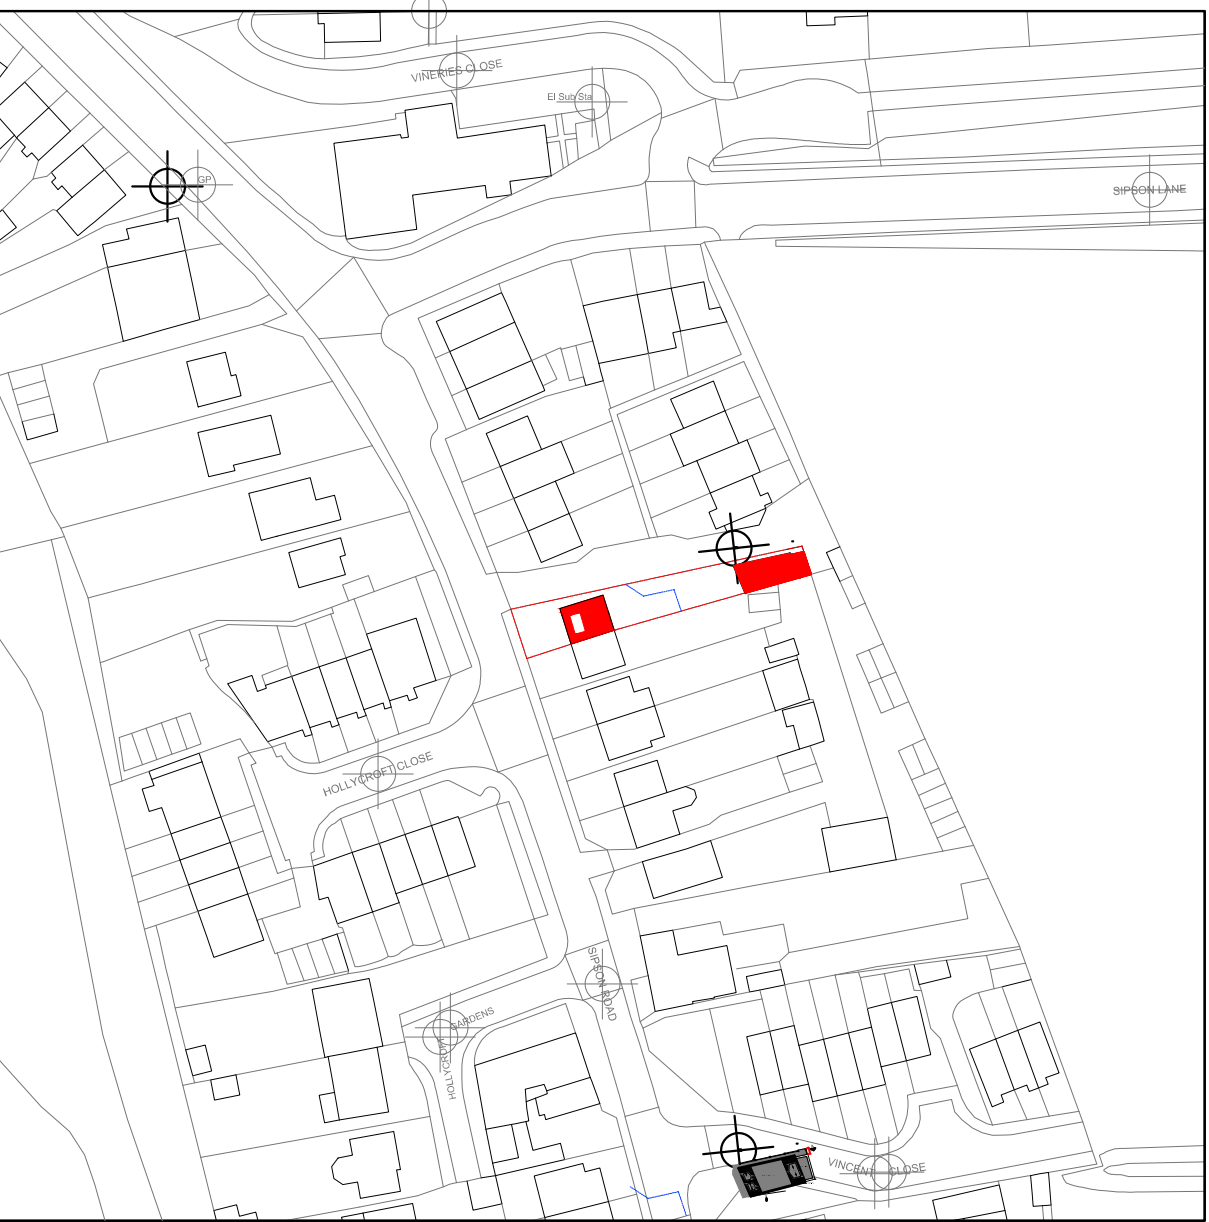 VINERIES CLOSE
El Sub Sta
GP
SIPSON LANE
HOLLYCROFT CLOSE
SIPSON ROAD
HOLLYCROFT
GARDENS
VINCENT CLOSE